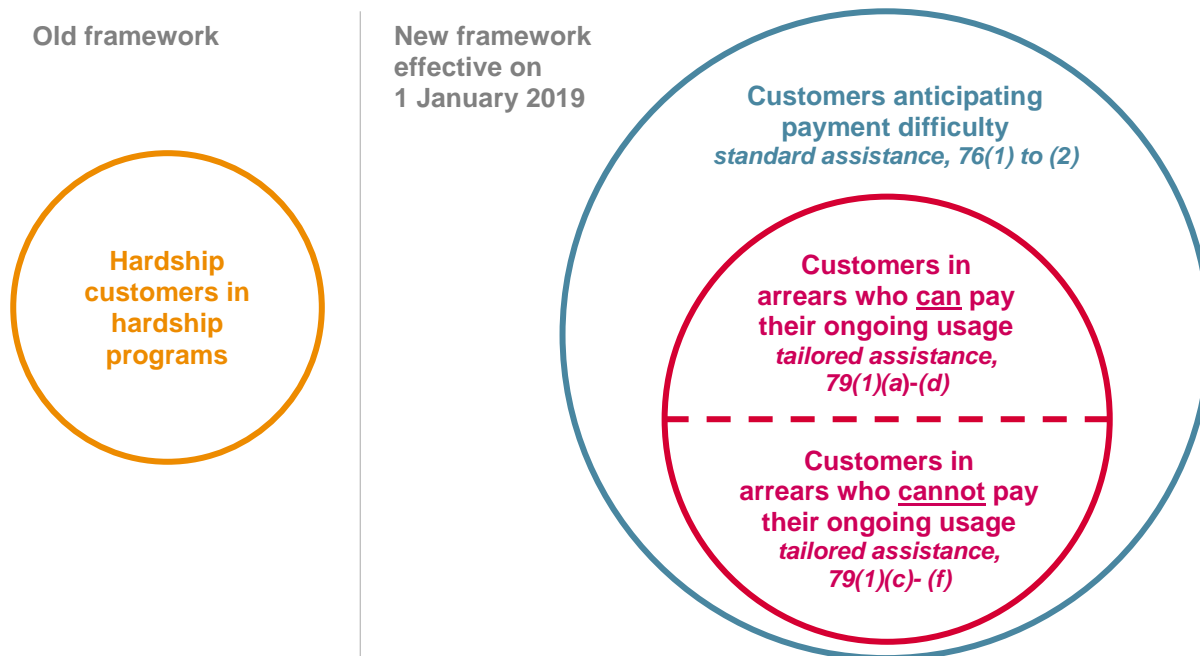 Old framework
Hardship
customers in
hardship
programs
New framework
effective on
1 January 2019
Customers anticipating
payment difficulty
standard assistance, 76(1) to (2)
Customers in
arrears who can pay
their ongoing usage
tailored assistance,
79(1)(a)-(d)
Customers in
arrears who cannot pay
their ongoing usage
tailored assistance,
79(1)(c)- (f)